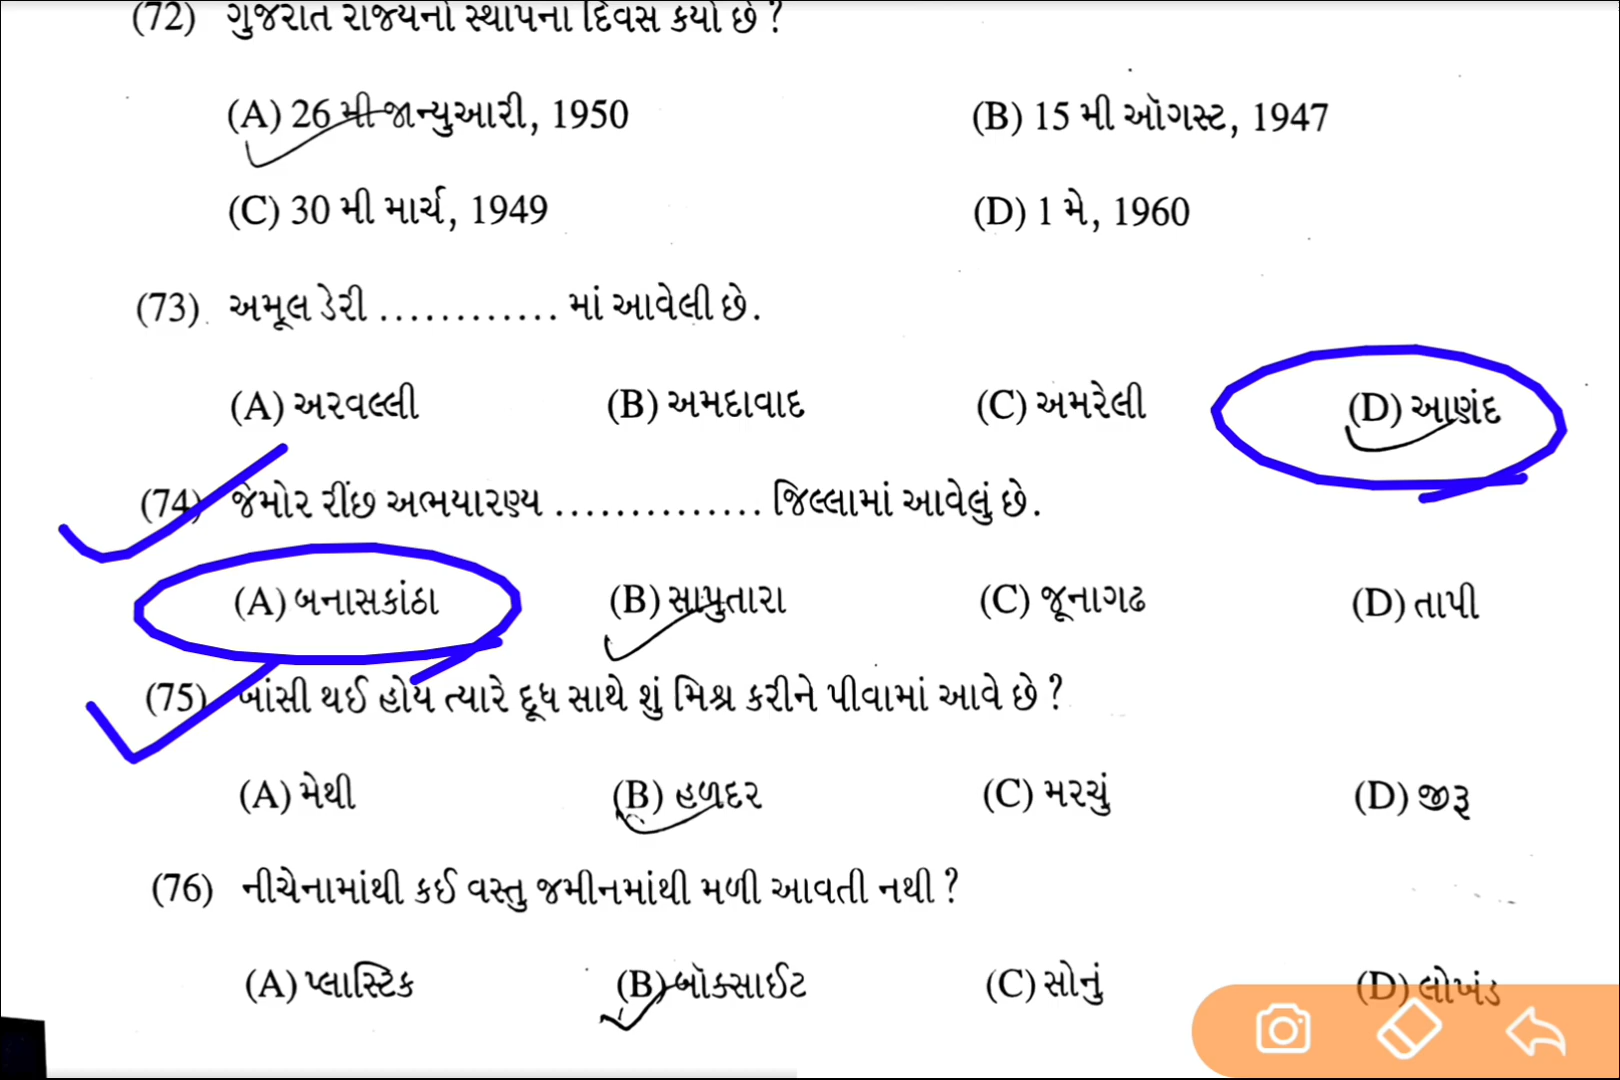 (72) ગુજરાત રાજ્યનો સ્થાપના દિવસ કયો છે ?
(A) 26 મી જાન્યુઆરી, 1950 (B) 15 મી ઑગસ્ટ, 1947
(C) 30 મી માર્ચ, 1949 (D) 1 મે, 1960
(73) અમૂલ ડેરી ............ માં આવેલી છે.
(A) અરવલ્લી (B) અમદાવાદ (C) અમરેલી (D) આણંદ
(74) જેમોર રીંછ અભયારણ્ય .............. જિલ્લામાં આવેલું છે.
(A) બનાસકાંઠા (B) સાપુતારા (C) જૂનાગઢ (D) તાપી
(75) ખાંસી થઈ હોય ત્યારે દૂધ સાથે શું મિશ્ર કરીને પીવામાં આવે છે ?
(A) મેથી (B) હળદર (C) મરચું (D) જીરૂ
(76) નીચેનામાંથી કઈ વસ્તુ જમીનમાંથી મળી આવતી નથી ?
(A) પ્લાસ્ટિક (B) બૉક્સાઈટ (C) સોનું (D) લોખંડ